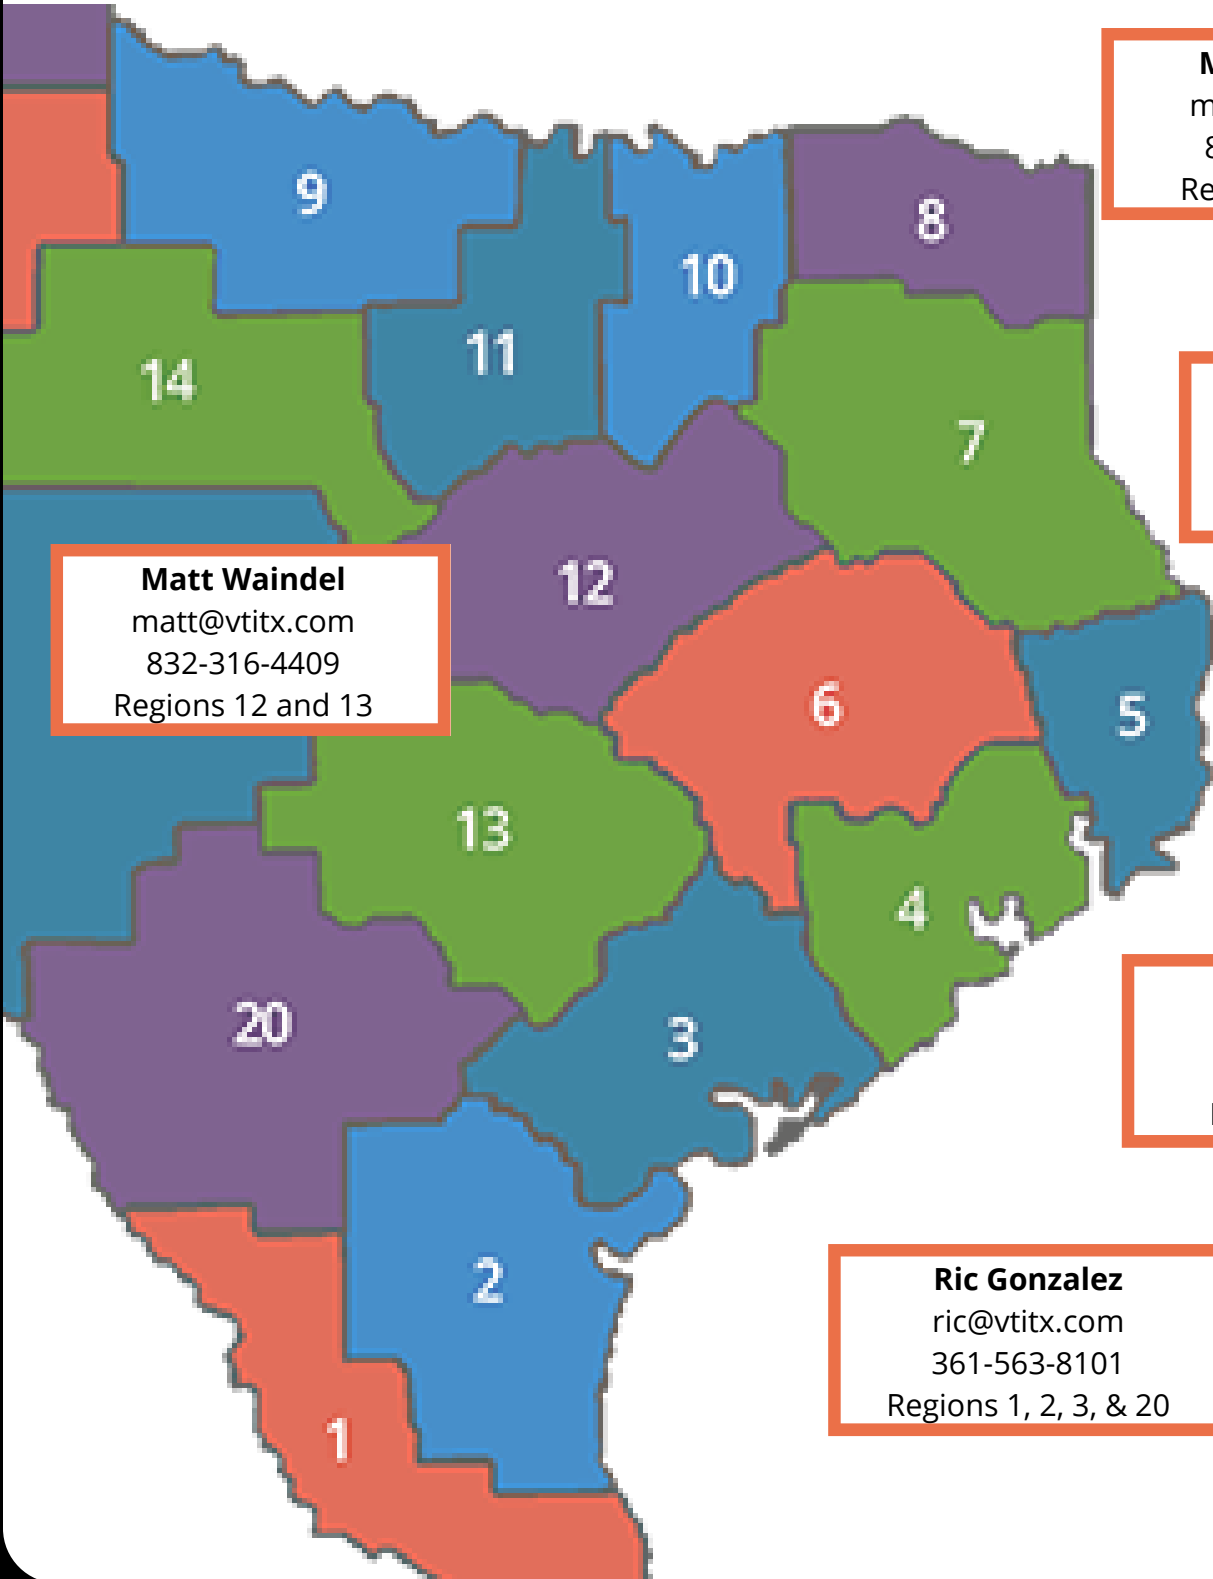 9
8
10
11
14
7
12
Matt Waindel
matt@vtitx.com
832-316-4409
Regions 12 and 13
6
5
13
4
20
3
2
Ric Gonzalez
ric@vtitx.com
361-563-8101
Regions 1, 2, 3, & 20
1